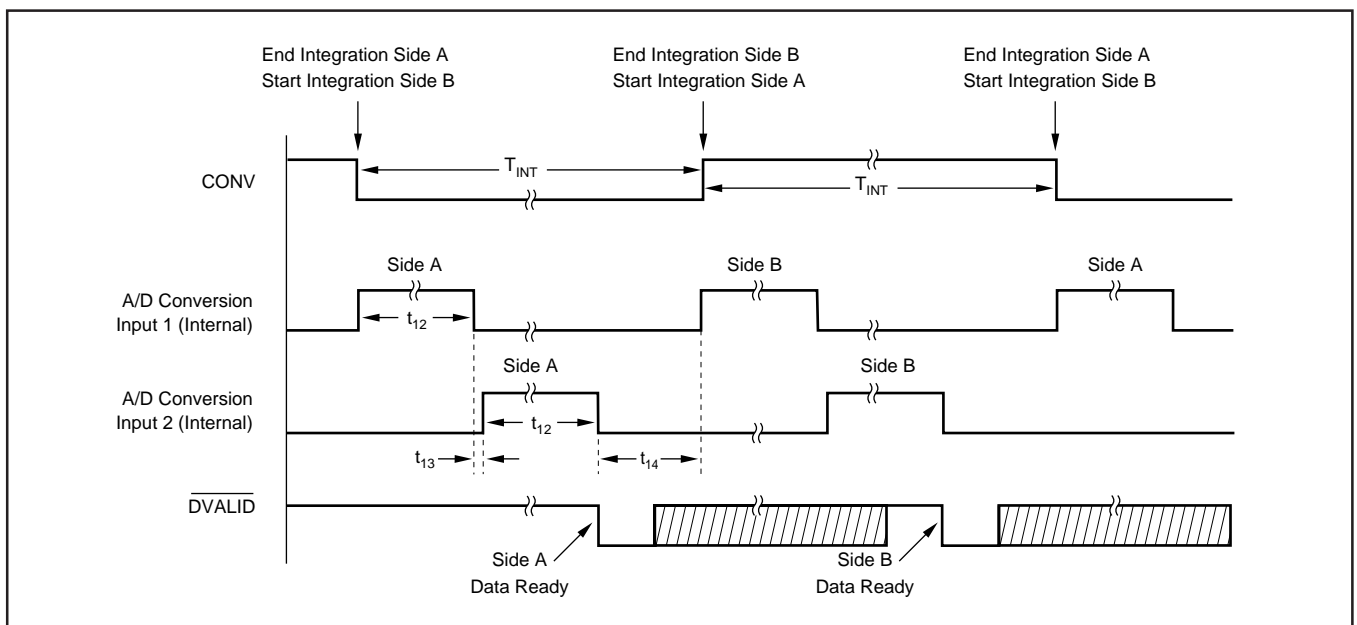 End Integration Side A
Start Integration Side B
End Integration Side B
Start Integration Side A
End Integration Side A
Start Integration Side B
CONV
TINT
TINT
Side A
Side B
Side A
A/D Conversion
Input 1 (Internal)
t12
Side A
Side B
A/D Conversion
Input 2 (Internal)
t12
t13
t14
DVALID
Side A
Data Ready
Side B
Data Ready